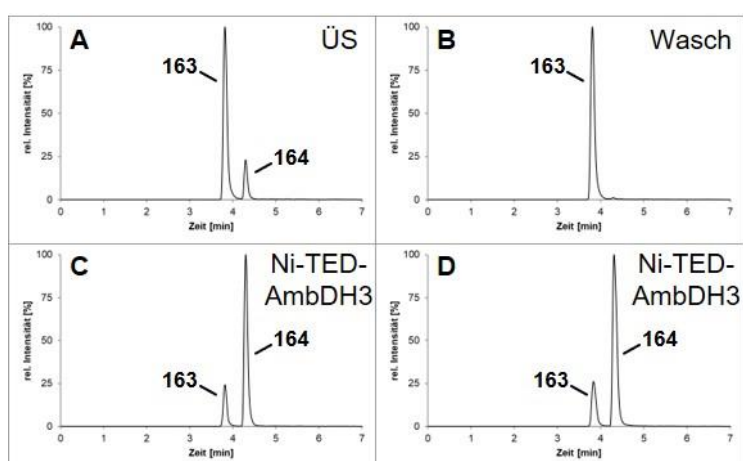 A
ÜS
163
164
rel. Intensität [%]
100
75
50
25
0
0 1 2 3 4 5 6 7
Zeit [min]
B
Wasch
163
rel. Intensität [%]
100
75
50
25
0
0 1 2 3 4 5 6 7
Zeit [min]
C
Ni-TED-
AmbDH3
164
163
rel. Intensität [%]
100
75
50
25
0
0 1 2 3 4 5 6 7
Zeit [min]
D
Ni-TED-
AmbDH3
164
163
rel. Intensität [%]
100
75
50
25
0
0 1 2 3 4 5 6 7
Zeit [min]